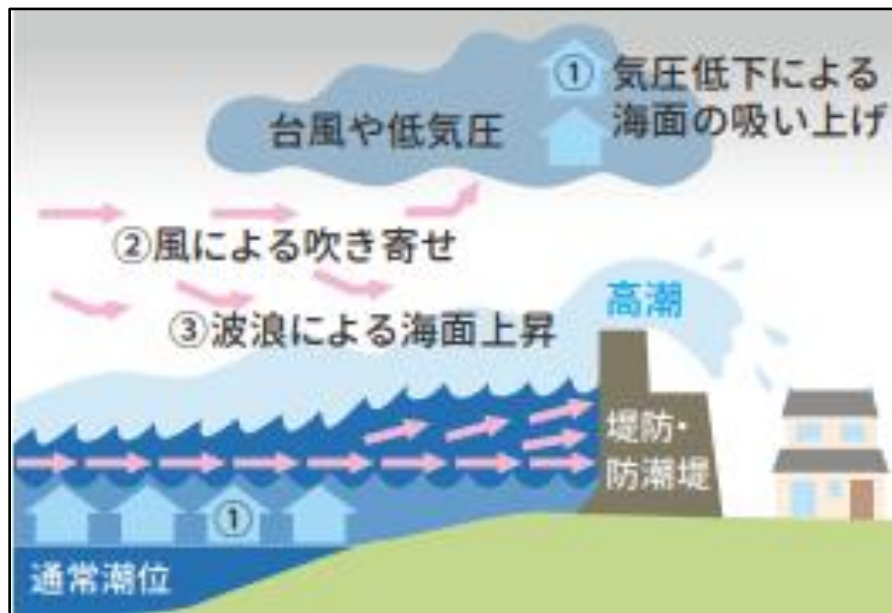 ① 気圧低下による
海面の吸い上げ
台風や低気圧
②風による吹き寄せ
③波浪による海面上昇
高潮
堤防・
防潮堤
①
通常潮位